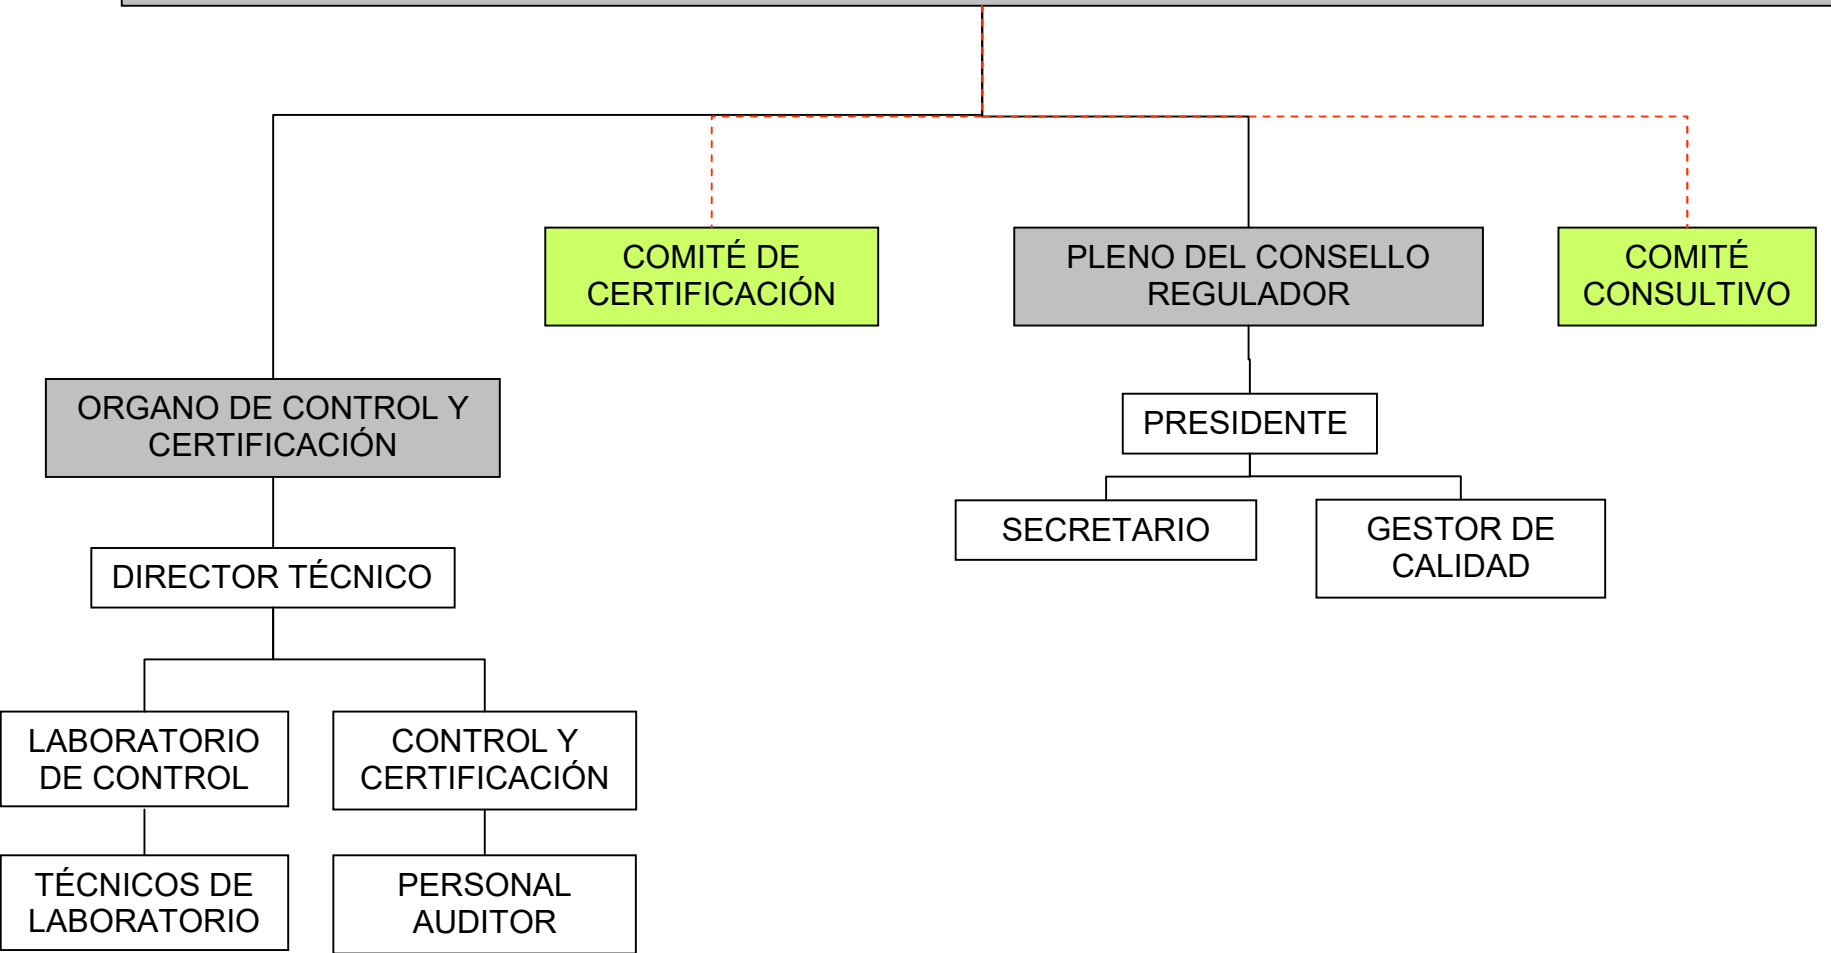 COMITÉ DE
CERTIFICACIÓN
PLENO DEL CONSELLO
REGULADOR
COMITÉ
CONSULTIVO
ORGANO DE CONTROL Y
CERTIFICACIÓN
PRESIDENTE
SECRETARIO
GESTOR DE
CALIDAD
DIRECTOR TÉCNICO
LABORATORIO
DE CONTROL
CONTROL Y
CERTIFICACIÓN
TÉCNICOS DE
LABORATORIO
PERSONAL
AUDITOR